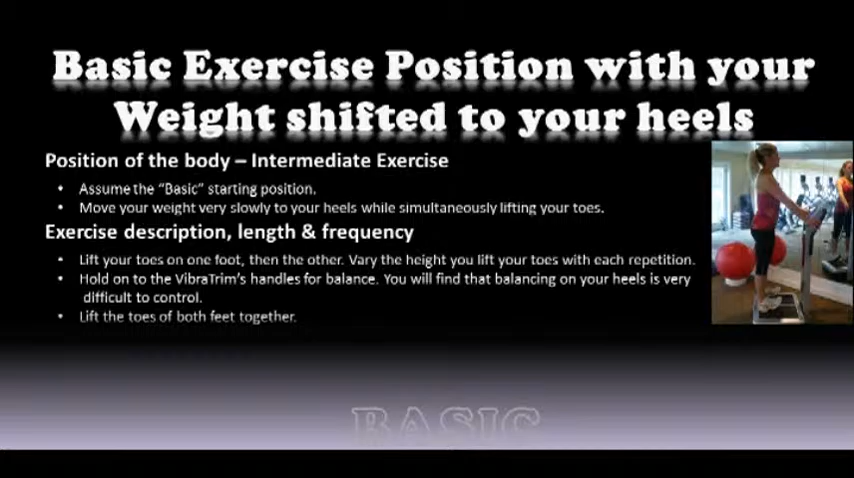 Basic Exercise Position with your
Weight shifted to your heels
Position of the body – Intermediate Exercise
• Assume the “Basic” starting position.
• Move your weight very slowly to your heels while simultaneously lifting your toes.
Exercise description, length & frequency
• Lift your toes on one foot, then the other. Vary the height you lift your toes with each repetition.
• Hold on to the VibraTrim’s handles for balance. You will find that balancing on your heels is very
difficult to control.
• Lift the toes of both feet together.
BASIC